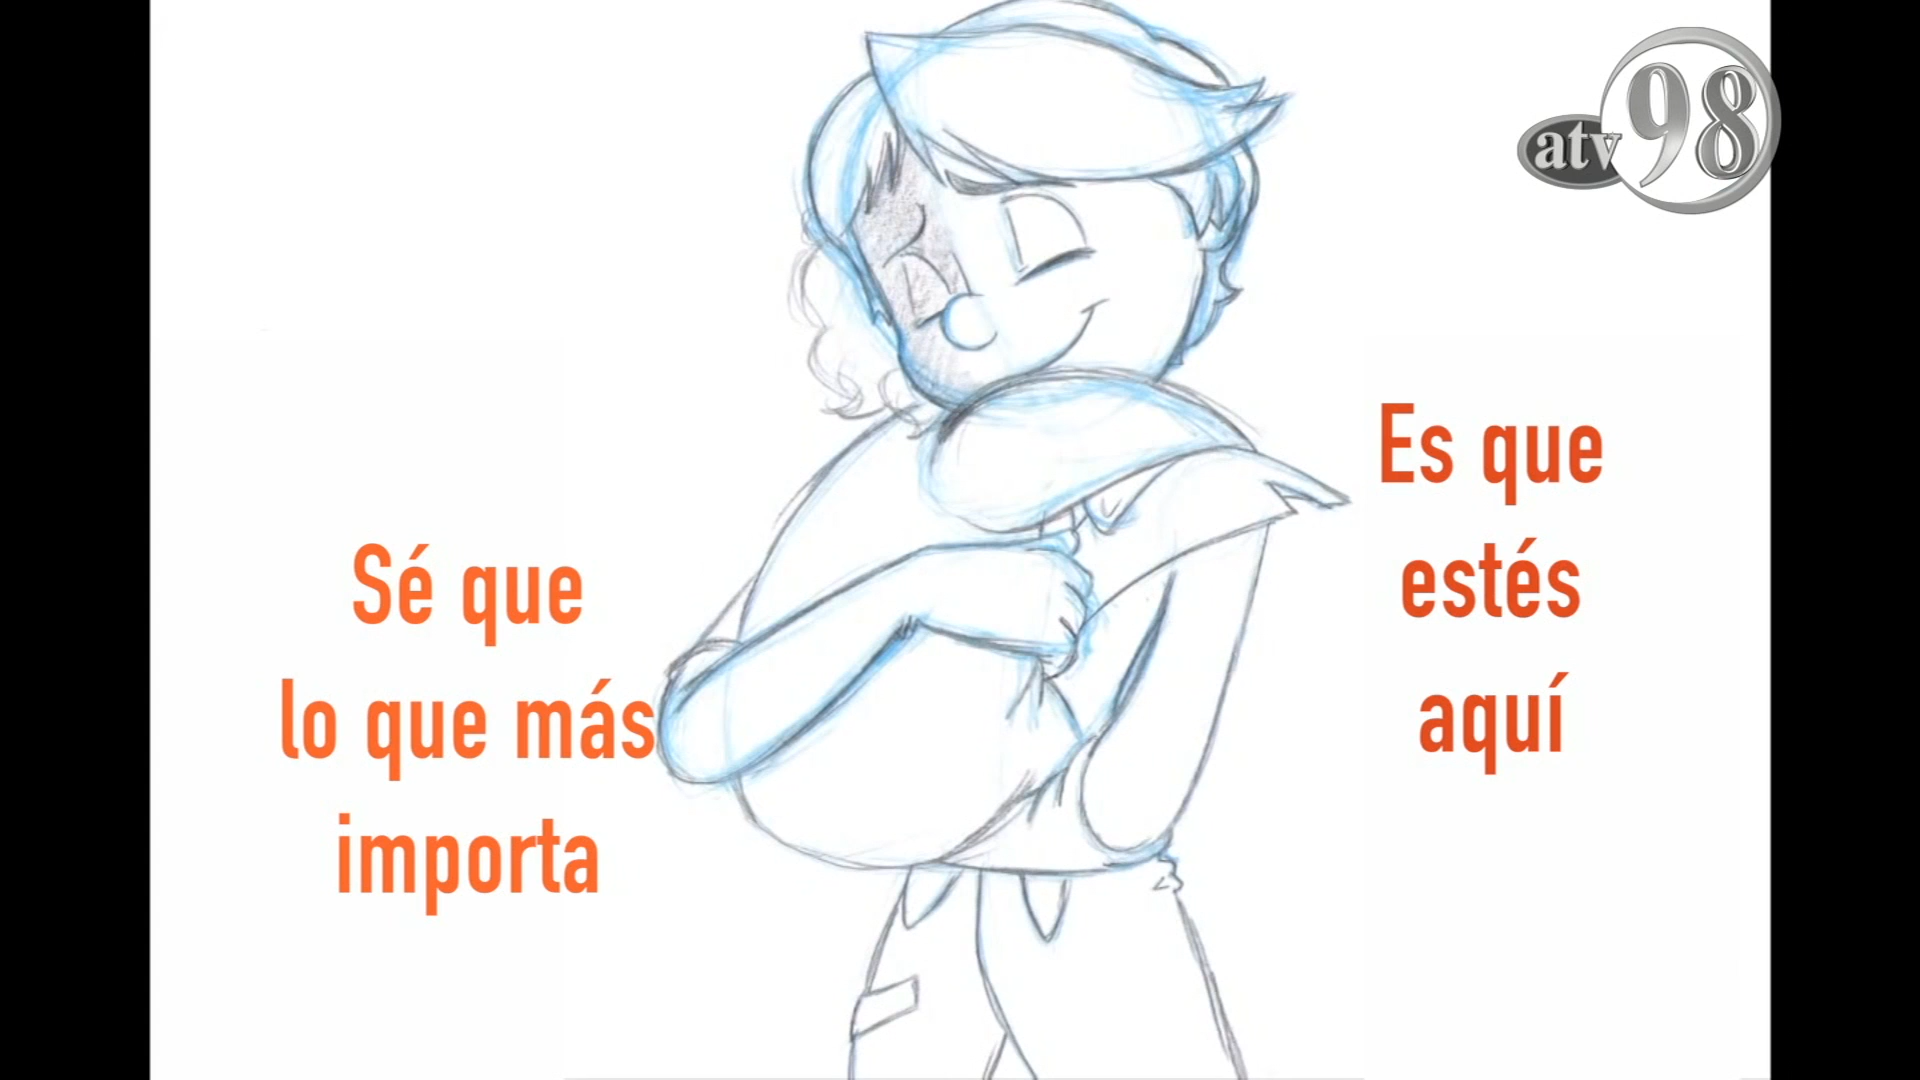 atv 98
Sé que
lo que más
importa
Es que
estés
aquí